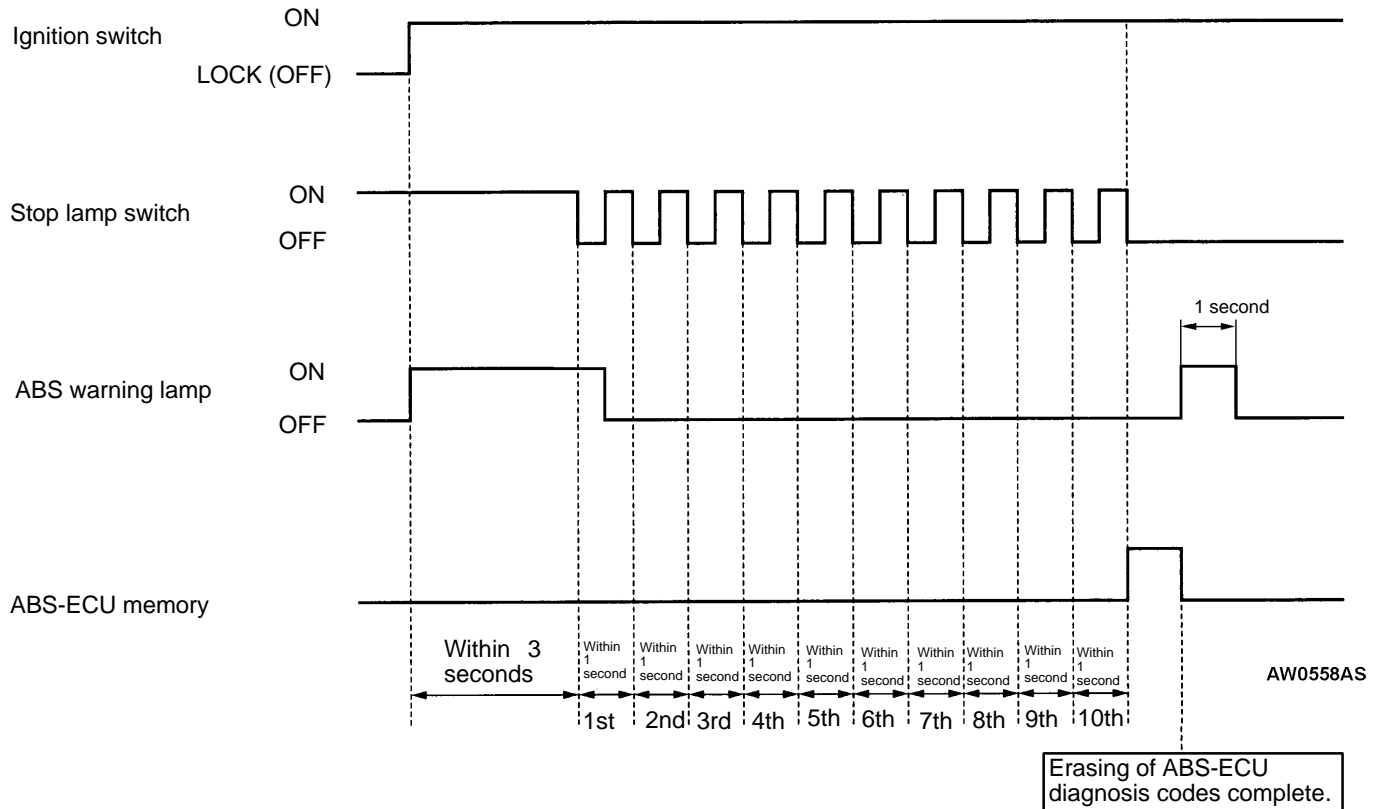 ON
Ignition switch
LOCK (OFF)
ON
Stop lamp switch
OFF
1 second
ON
ABS warning lamp
OFF
ABS-ECU memory
Within 3
seconds
Within
1
second
Within
1
second
Within
1
second
Within
1
second
Within
1
second
Within
1
second
Within
1
second
Within
1
second
Within
1
second
Within
1
second
AW0558AS
1st 2nd 3rd 4th 5th 6th 7th 8th 9th 10th
Erasing of ABS-ECU
diagnosis codes complete.